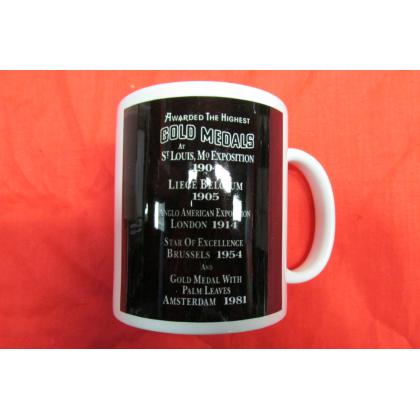 Awarded The Highest
GOLD MEDALS
At
St Louis, Mo Exposition
1904
Liege Belgium
1905
Anglo American Exposition
London 1914
Star Of Excellence
Brussels 1954
And
Gold Medal With
Palm Leaves
Amsterdam 1981